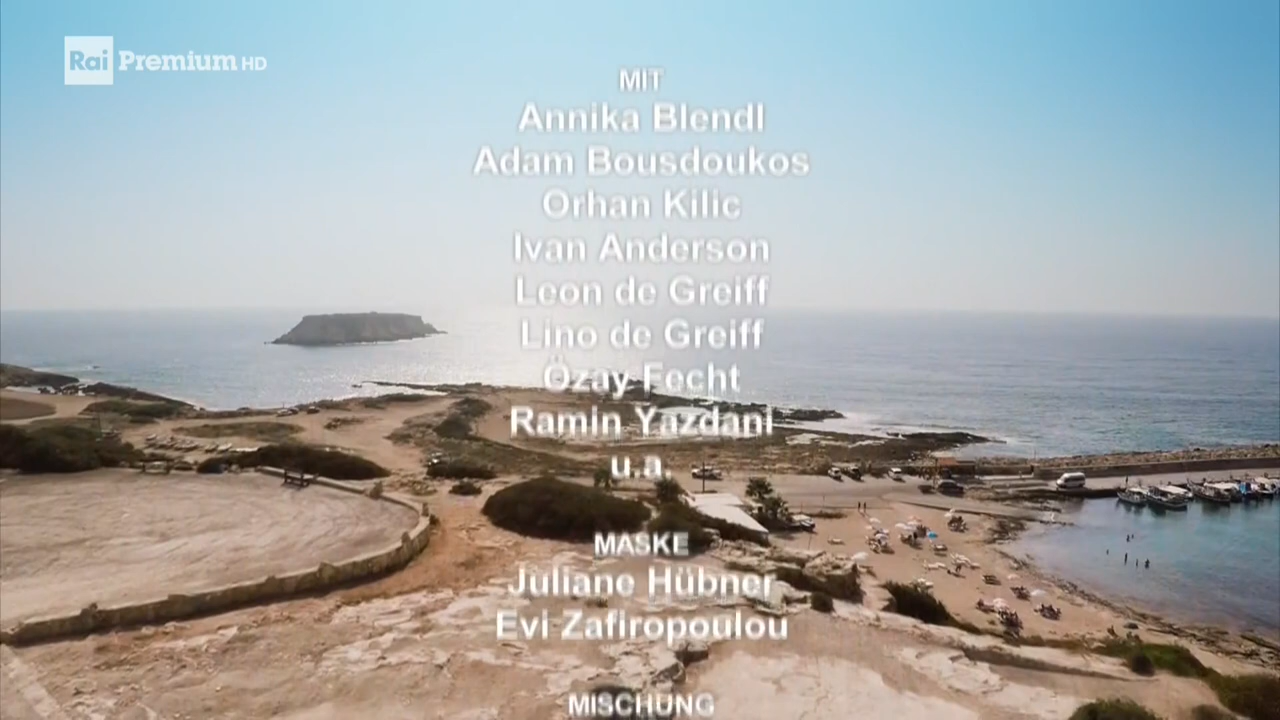 Rai Premium HD
MIT
Annika Blendl
Adam Bousdoukos
Orhan Kilic
Ivan Anderson
Leon de Greiff
Lino de Greiff
Özay Fecht
Ramin Yazdani
u.a.
MASKE
Juliane Hübner
Evi Zafiropoulou
MISCHUNG